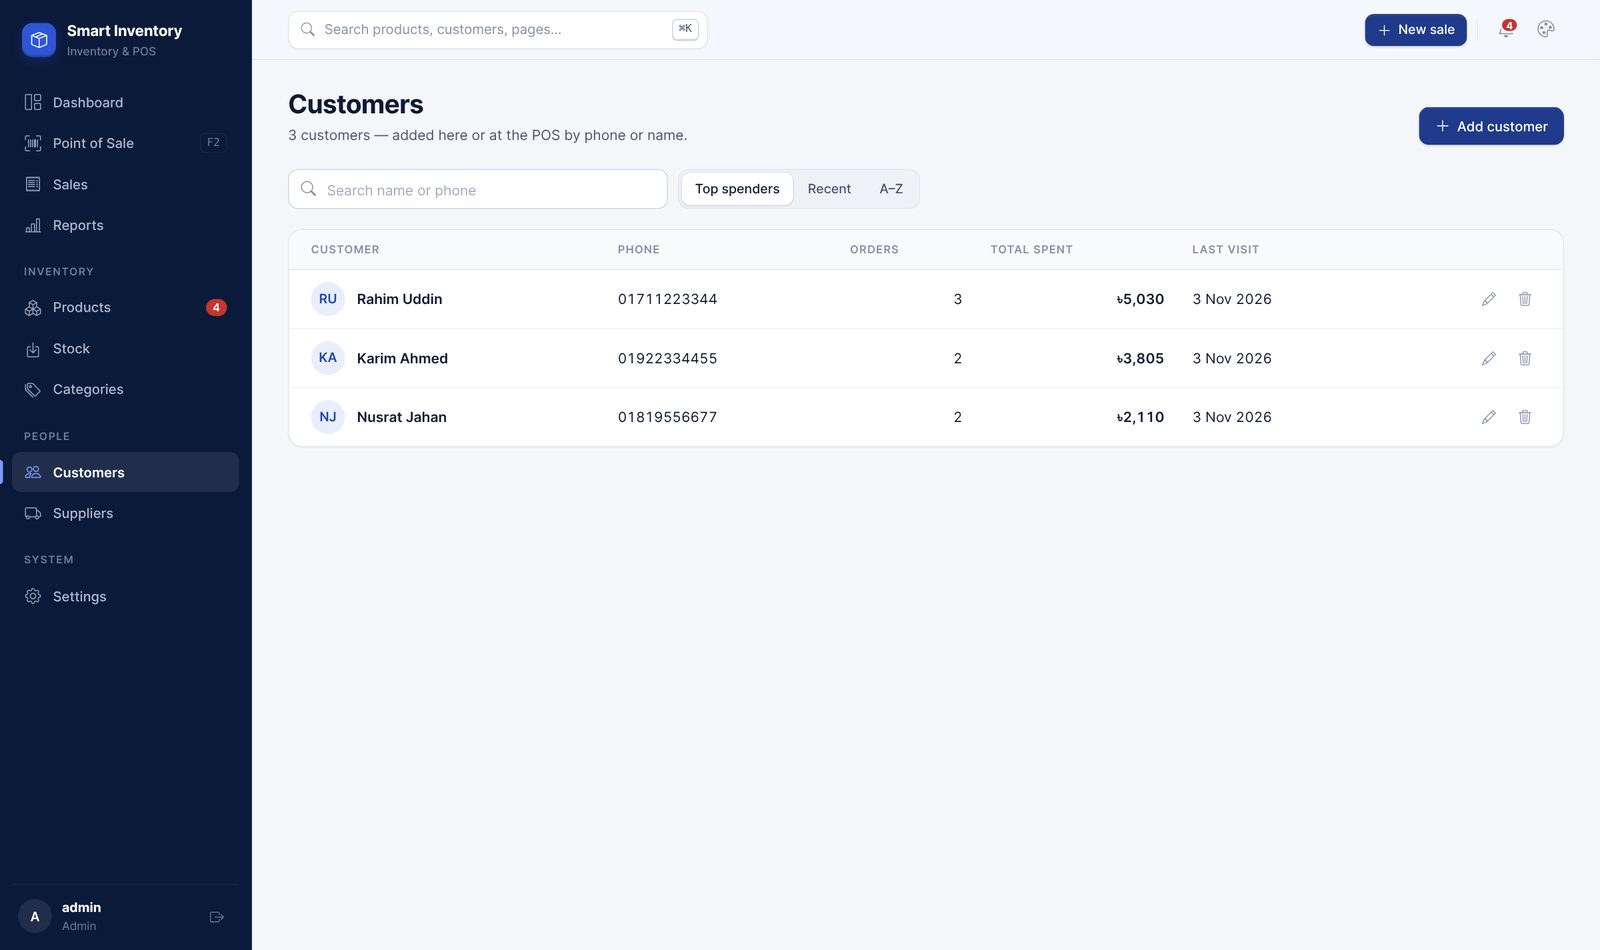 Smart Inventory
Inventory & POS
Dashboard
Point of Sale F2
Sales
Reports
INVENTORY
Products 4
Stock
Categories
PEOPLE
Customers
Suppliers
SYSTEM
Settings
A admin
Admin
Search products, customers, pages... ⌘K
+ New sale 4
Customers
3 customers — added here or at the POS by phone or name.
+ Add customer
Search name or phone Top spenders Recent A–Z
CUSTOMER PHONE ORDERS TOTAL SPENT LAST VISIT
RU Rahim Uddin 01711223344 3 ৳5,030 3 Nov 2026
KA Karim Ahmed 01922334455 2 ৳3,805 3 Nov 2026
NJ Nusrat Jahan 01819556677 2 ৳2,110 3 Nov 2026